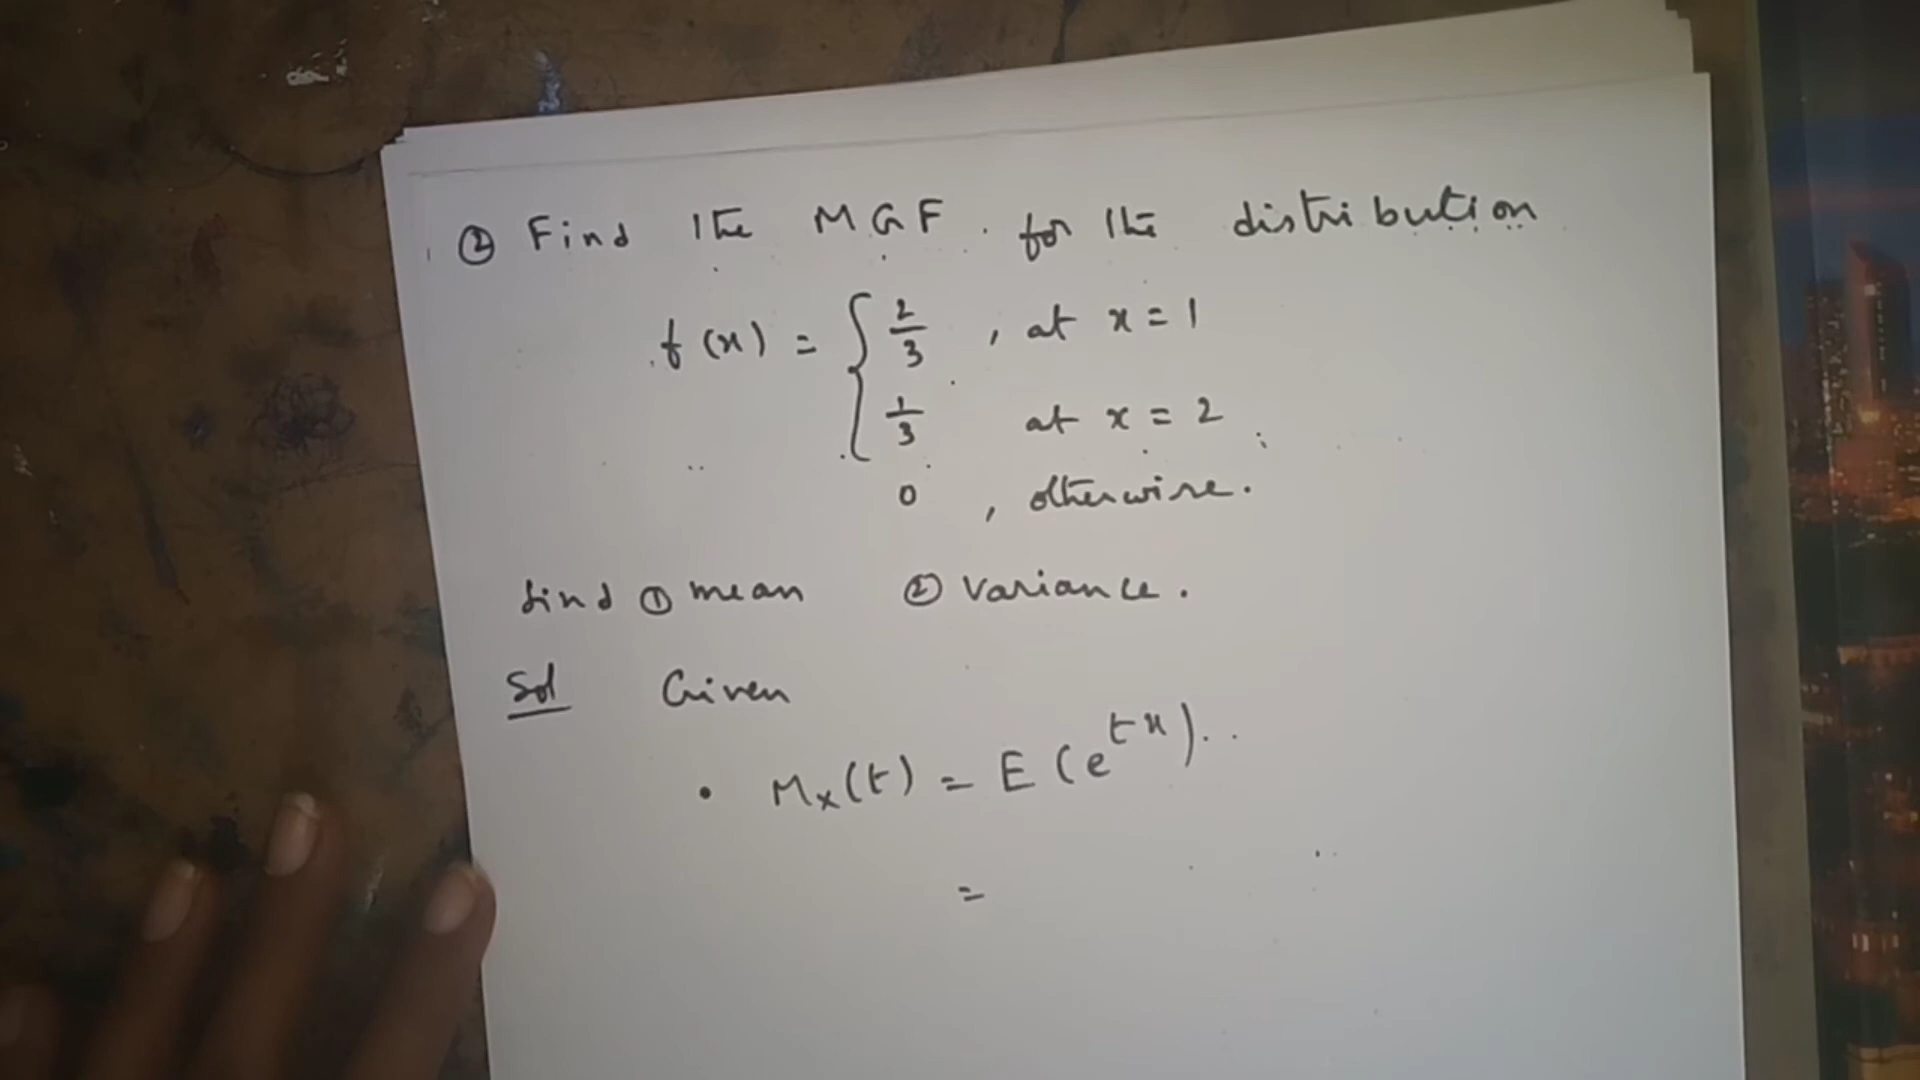 ② Find the MGF for the distribution
f(x) = { 2/3 , at x = 1
1/3 at x = 2
0 , otherwise.
find ① mean ② variance.
Sol Given
• Mx(t) = E(e^tx)..
=